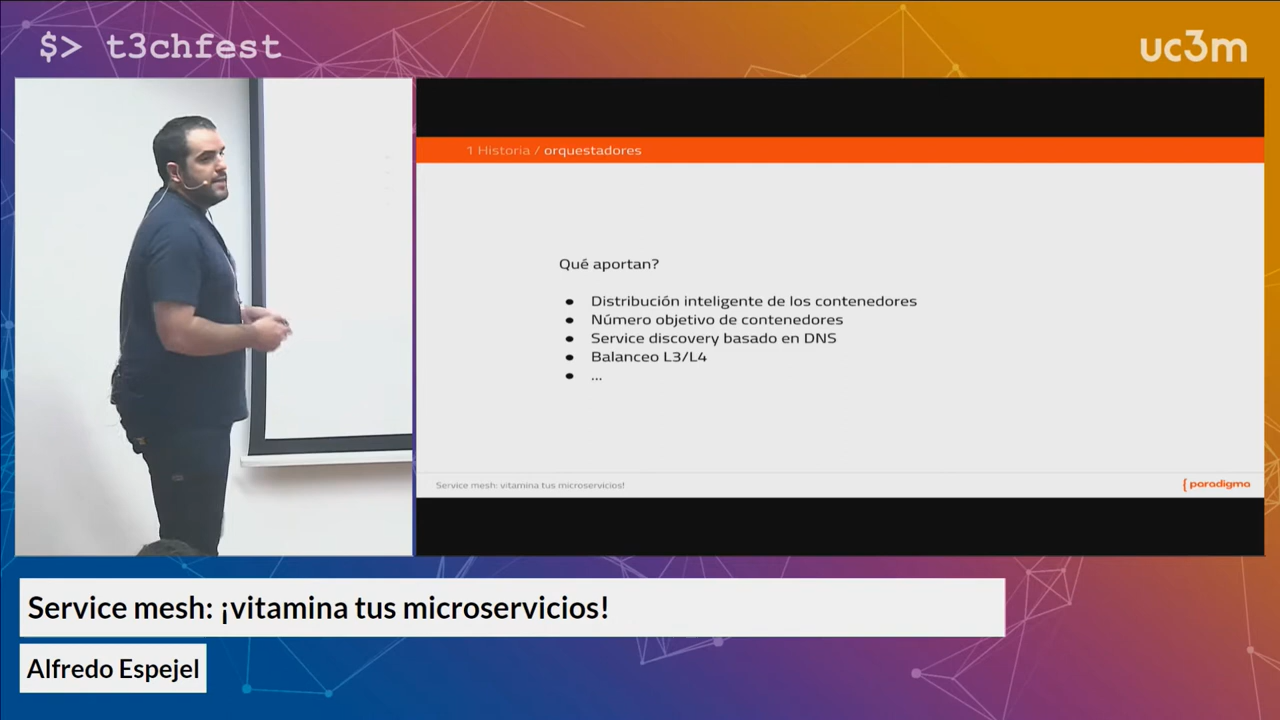 $> t3chfest
uc3m
1 Historia / orquestadores
Qué aportan?
● Distribución inteligente de los contenedores
● Número objetivo de contenedores
● Service discovery basado en DNS
● Balanceo L3/L4
● ...
Service mesh: vitamina tus microservicios!
{ paradigma
Service mesh: ¡vitamina tus microservicios!
Alfredo Espejel